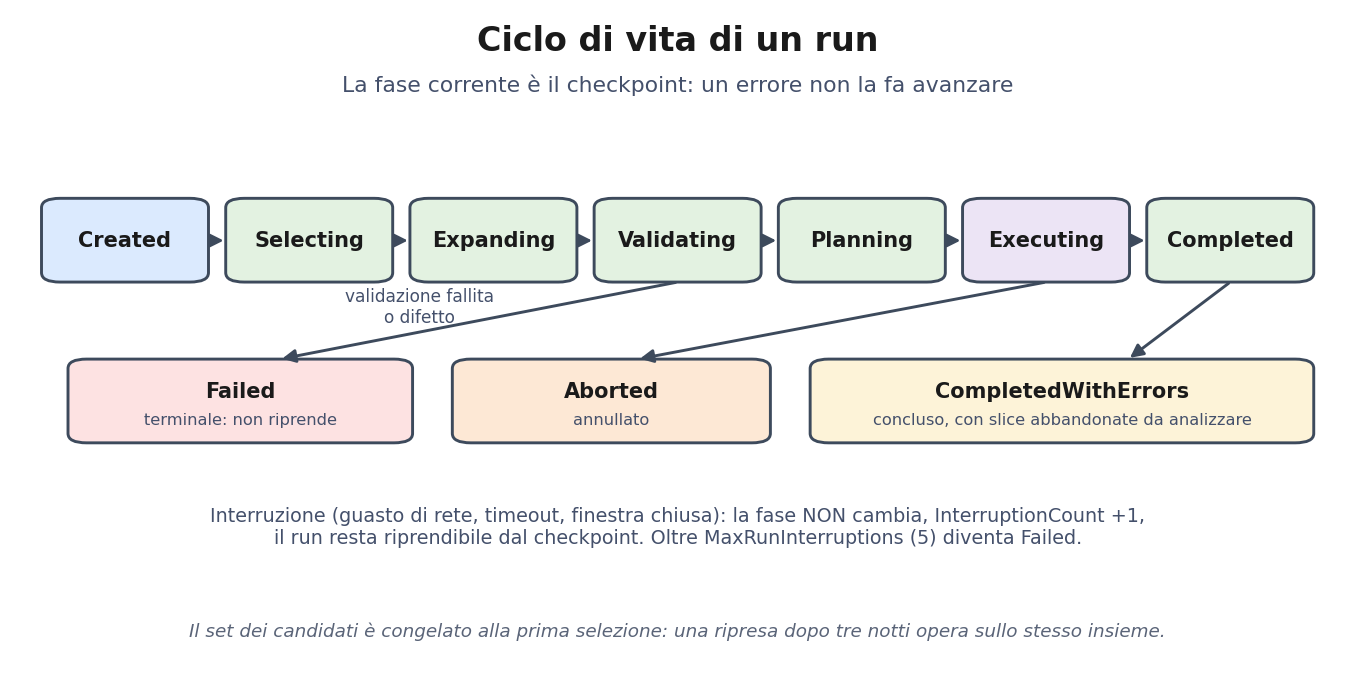 Ciclo di vita di un run
La fase corrente è il checkpoint: un errore non la fa avanzare
Created
Selecting
Expanding
Validating
Planning
Executing
Completed
validazione fallita
o difetto
Failed
terminale: non riprende
Aborted
annullato
CompletedWithErrors
concluso, con slice abbandonate da analizzare
Interruzione (guasto di rete, timeout, finestra chiusa): la fase NON cambia, InterruptionCount +1,
il run resta riprendibile dal checkpoint. Oltre MaxRunInterruptions (5) diventa Failed.
Il set dei candidati è congelato alla prima selezione: una ripresa dopo tre notti opera sullo stesso insieme.